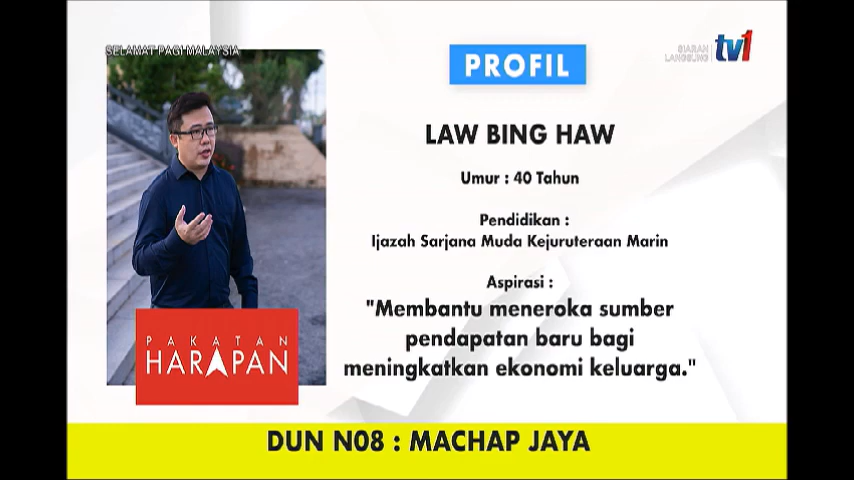 SELAMAT PAGI MALAYSIA
SIARAN
LANGSUNG
tv1
PROFIL
LAW BING HAW
Umur : 40 Tahun
Pendidikan :
Ijazah Sarjana Muda Kejuruteraan Marin
Aspirasi :
"Membantu meneroka sumber
pendapatan baru bagi
meningkatkan ekonomi keluarga."
PAKATAN
HARAPAN
DUN N08 : MACHAP JAYA